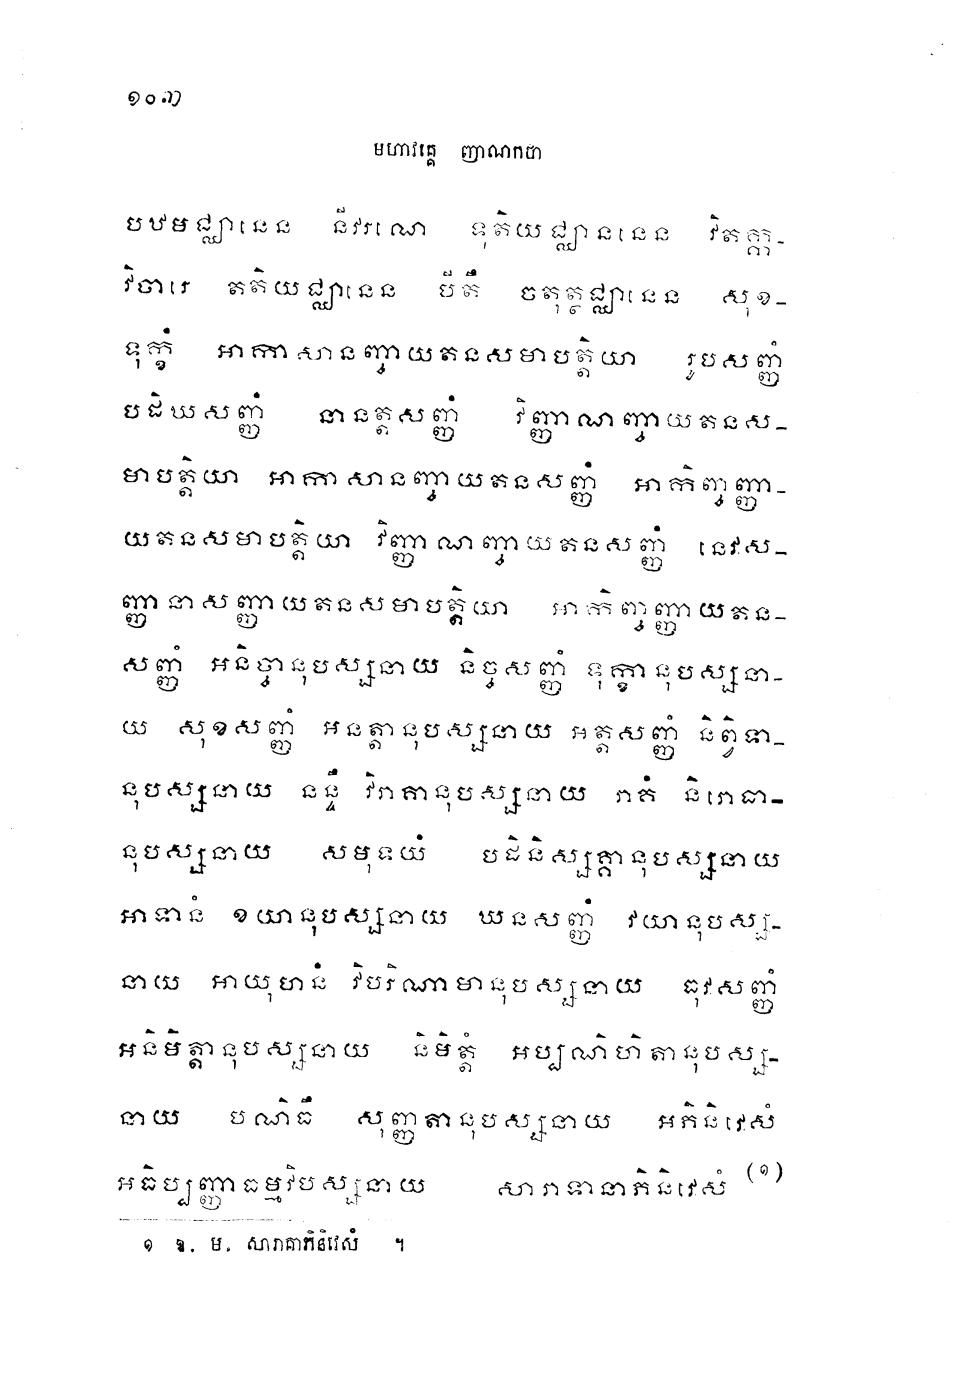 ១០៣
មហាវគ្គេ ញាណកថា
បឋមជ្ឈានេន នីវរណេ ទុតិយជ្ឈានេន វិតក្ក-
វិចារេ តតិយជ្ឈានេន បីតឹ ចតុត្ថជ្ឈានេន សុខ-
ទុក្ខំ អាកាសានញ្ចាយតនសមាបត្តិយា រូបសញ្ញំ
បដិឃសញ្ញំ នានត្តសញ្ញំ វិញ្ញាណញ្ចាយតនស-
មាបត្តិយា អាកាសានញ្ចាយតនសញ្ញំ អាកិញ្ចញ្ញា-
យតនសមាបត្តិយា វិញ្ញាណញ្ចាយតនសញ្ញំ នេវស-
ញ្ញានាសញ្ញាយតនសមាបត្តិយា អាកិញ្ចញ្ញាយតន-
សញ្ញំ អនិច្ចានុបស្សនាយ និច្ចសញ្ញំ ទុក្ខានុបស្សនា-
យ សុខសញ្ញំ អនត្តានុបស្សនាយ អត្តសញ្ញំ និព្វិទា-
នុបស្សនាយ នន្ទឹ វិរាគានុបស្សនាយ រាគំ និរោធា-
នុបស្សនាយ សមុទយំ បដិនិស្សគ្គានុបស្សនាយ
អាទានំ ខយានុបស្សនាយ ឃនសញ្ញំ វយានុបស្ស-
នាយ អាយុហនំ វិបរិណាមានុបស្សនាយ ធុវសញ្ញំ
អនិមិត្តានុបស្សនាយ និមិត្តំ អប្បណិហិតានុបស្ស-
នាយ បណិធឹ សុញ្ញតានុបស្សនាយ អភិនិវេសំ
អធិប្បញ្ញាធម្មវិបស្សនាយ សារាទានាភិនិវេសំ (១)
១ ឱ. ម. សារាគាភិនិវេសំ ។